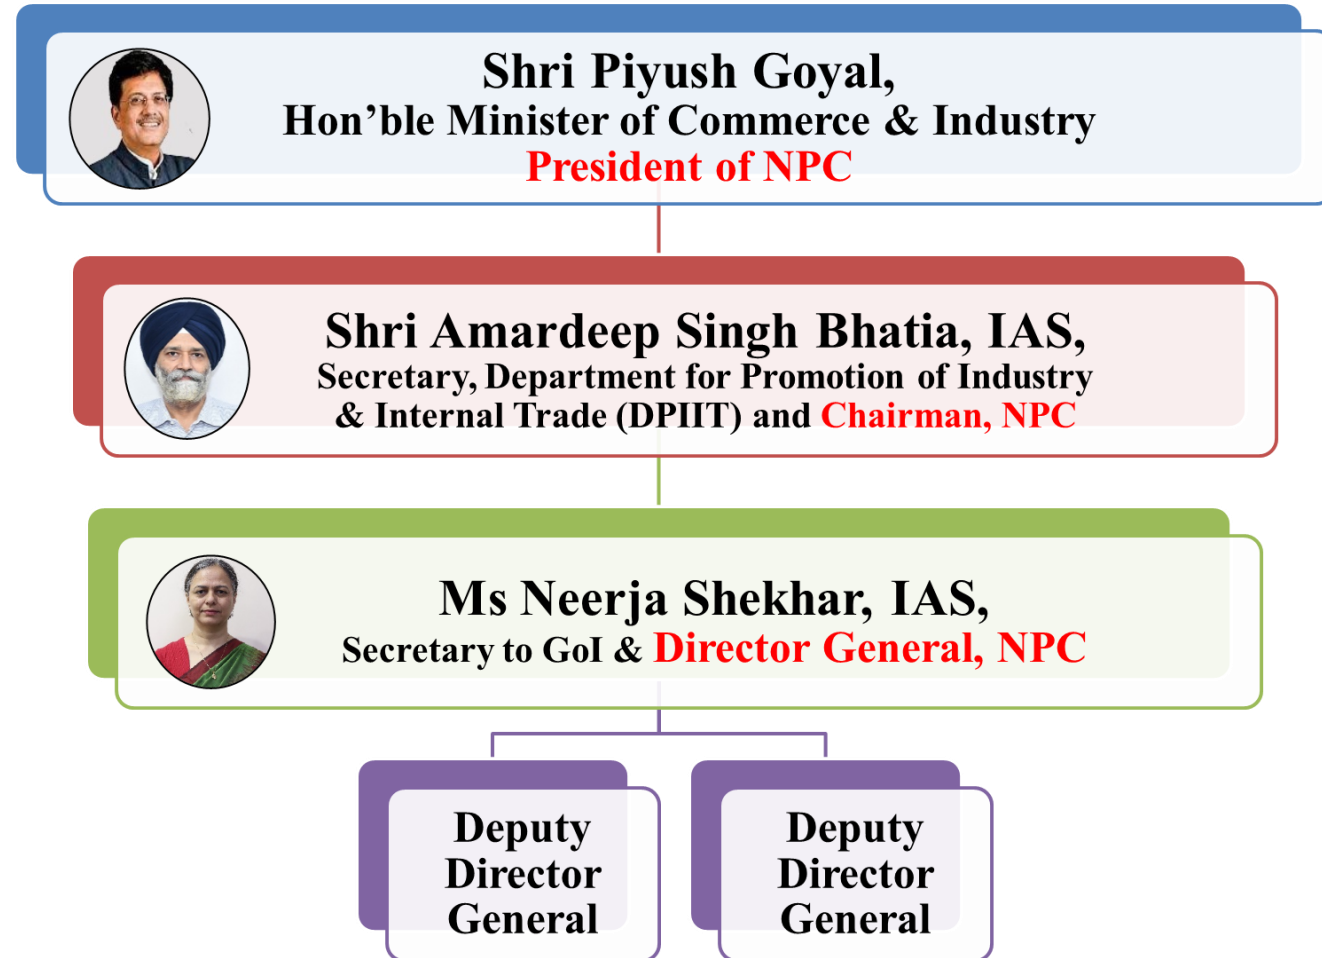 Shri Piyush Goyal,
Hon’ble Minister of Commerce & Industry
President of NPC
Shri Amardeep Singh Bhatia, IAS,
Secretary, Department for Promotion of Industry
& Internal Trade (DPIIT) and Chairman, NPC
Ms Neerja Shekhar, IAS,
Secretary to GoI & Director General, NPC
Deputy
Director
General
Deputy
Director
General